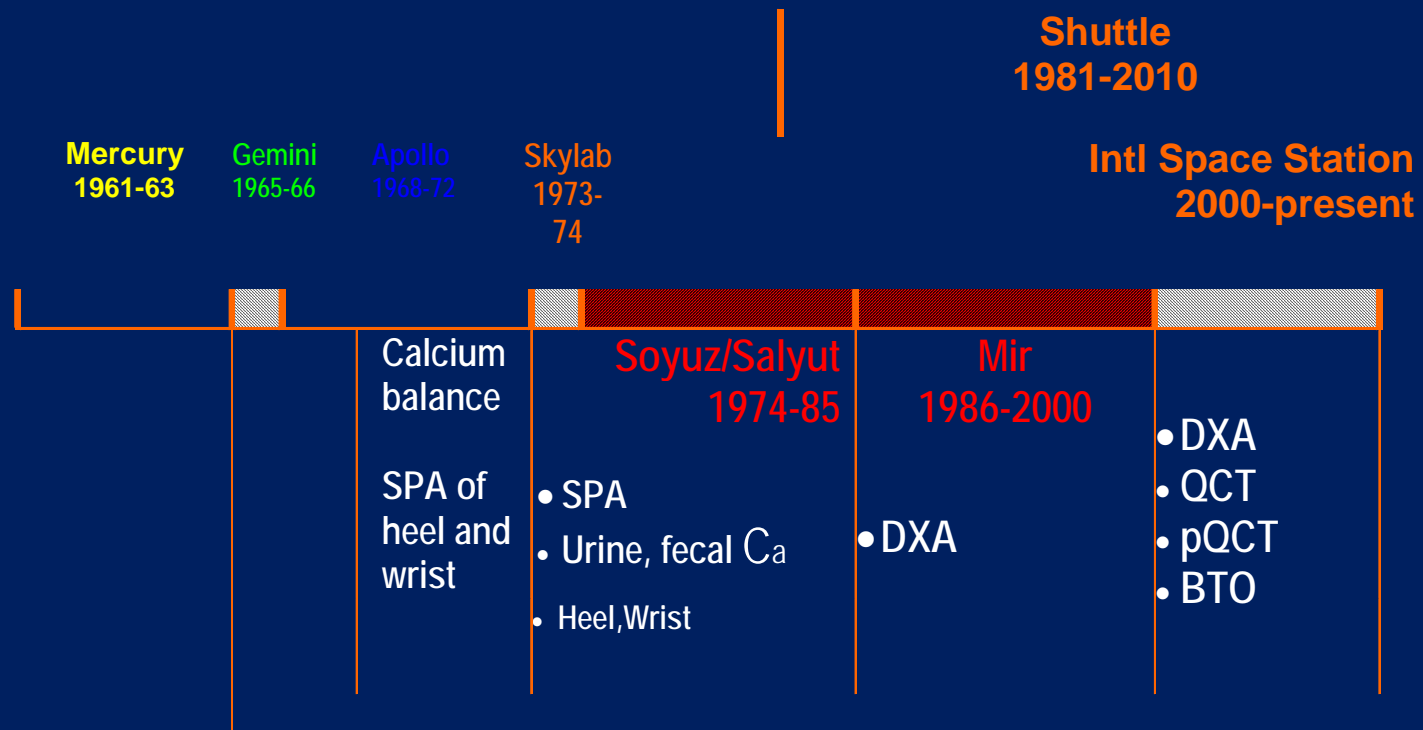 Shuttle
1981-2010
Mercury
1961-63
Gemini
1965-66
Apollo
1968-72
Skylab
1973-
74
Intl Space Station
2000-present
Calcium
balance
SPA of
heel and
wrist
Soyuz/Salyut
1974-85
Mir
1986-2000
• SPA
• Urine, fecal Ca
• Heel,Wrist
• DXA
• DXA
• QCT
• pQCT
• BTO